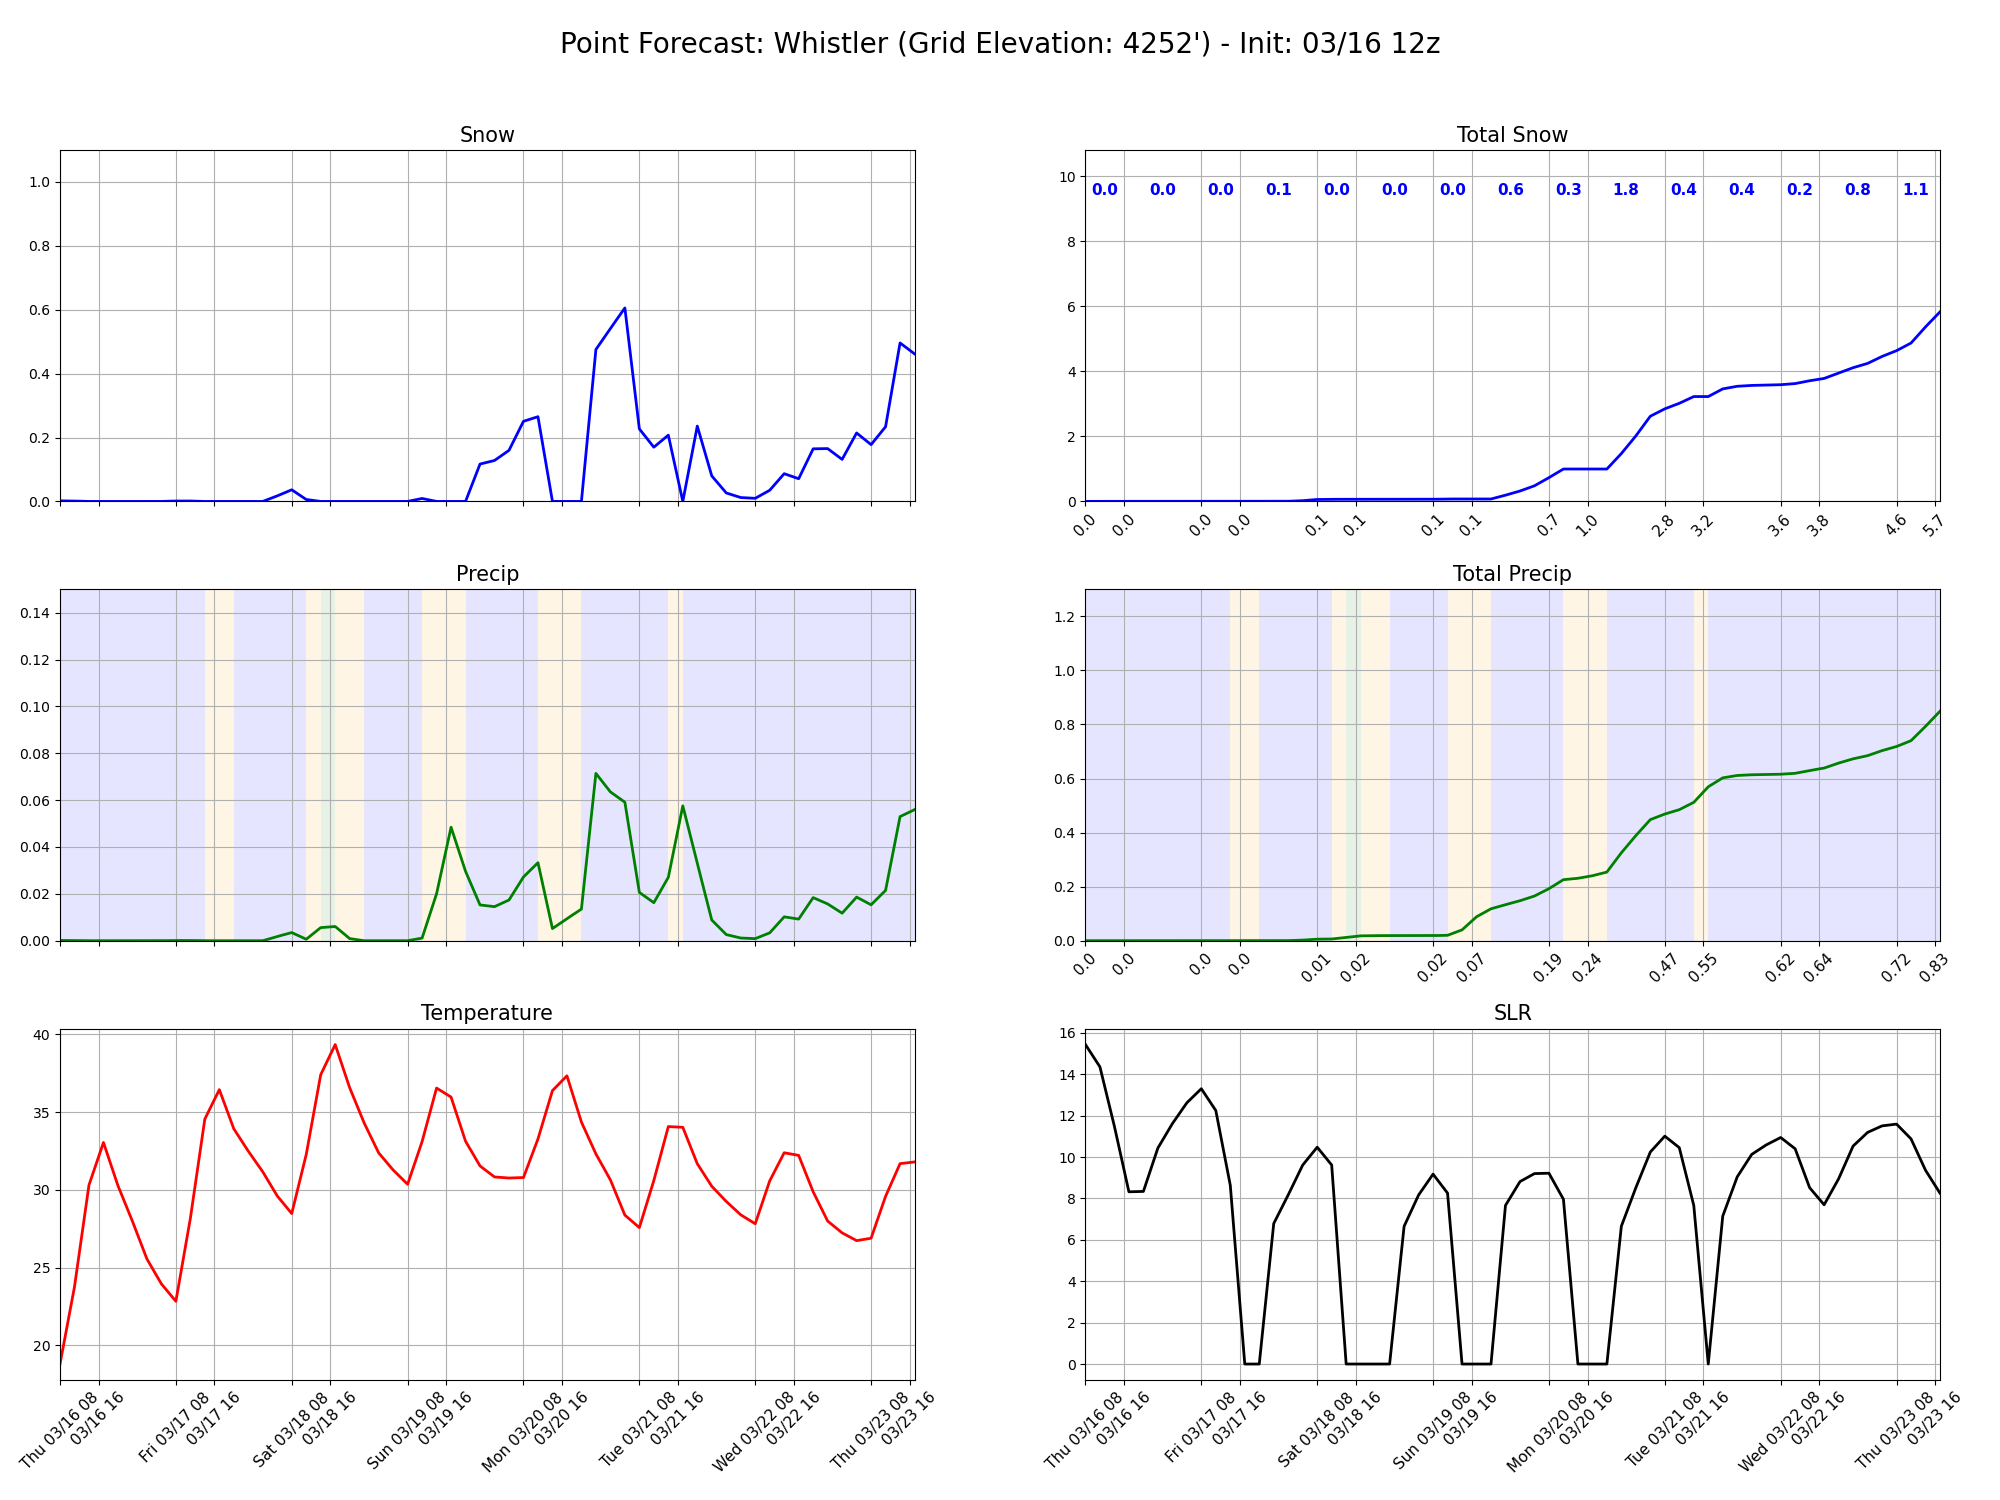 Point Forecast: Whistler (Grid Elevation: 4252') - Init: 03/16 12z
Snow
1.0
0.8
0.6
0.4
0.2
0.0
Total Snow
10
8
6
4
2
0
0.0 0.0 0.0 0.1 0.0 0.0 0.0 0.6 0.3 1.8 0.4 0.4 0.2 0.8 1.1
0.0 0.0 0.0 0.0 0.1 0.1 0.1 0.1 0.7 1.0 2.8 3.2 3.6 3.8 4.6 5.7
Precip
0.14
0.12
0.10
0.08
0.06
0.04
0.02
0.00
Total Precip
1.2
1.0
0.8
0.6
0.4
0.2
0.0
0.0 0.0 0.0 0.0 0.01 0.02 0.02 0.07 0.19 0.24 0.47 0.55 0.62 0.64 0.72 0.83
Temperature
40
35
30
25
20
Thu 03/16 08
03/16 16
Fri 03/17 08
03/17 16
Sat 03/18 08
03/18 16
Sun 03/19 08
03/19 16
Mon 03/20 08
03/20 16
Tue 03/21 08
03/21 16
Wed 03/22 08
03/22 16
Thu 03/23 08
03/23 16
SLR
16
14
12
10
8
6
4
2
0
Thu 03/16 08
03/16 16
Fri 03/17 08
03/17 16
Sat 03/18 08
03/18 16
Sun 03/19 08
03/19 16
Mon 03/20 08
03/20 16
Tue 03/21 08
03/21 16
Wed 03/22 08
03/22 16
Thu 03/23 08
03/23 16